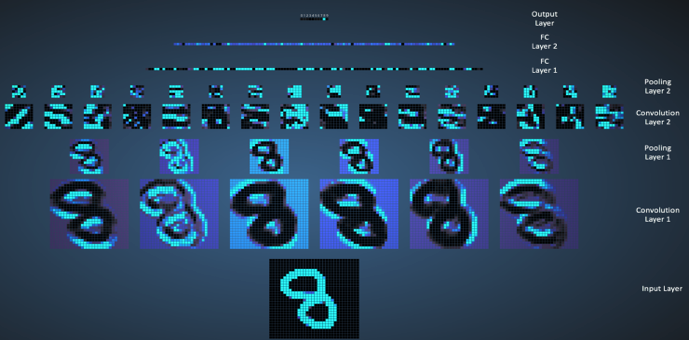 0123456789
Output
Layer
FC
Layer 2
FC
Layer 1
Pooling
Layer 2
Convolution
Layer 2
Pooling
Layer 1
Convolution
Layer 1
Input Layer